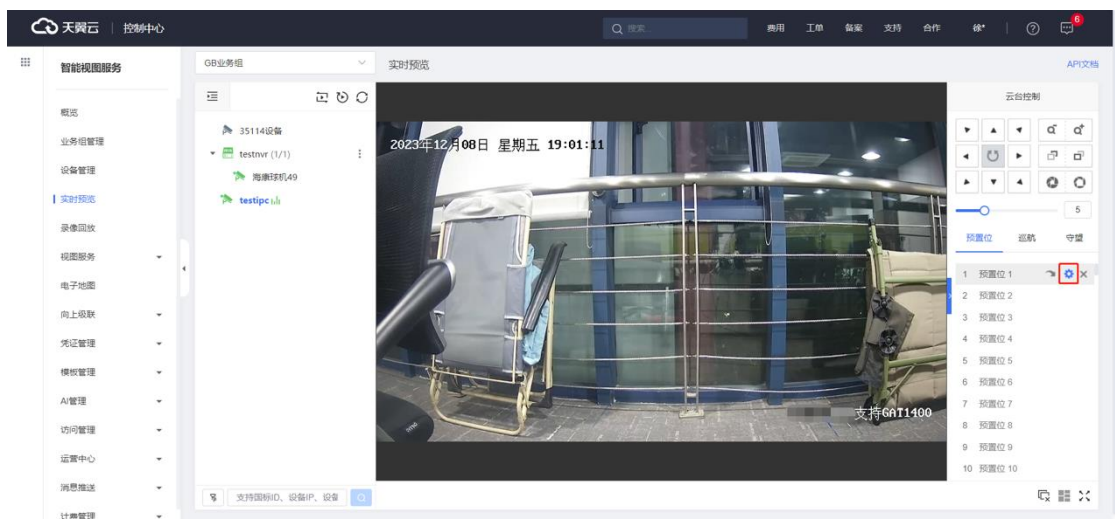 天翼云 控制中心 搜索... 费用 工单 备案 支持 合作 徐* 6
智能视图服务 GB业务组 实时预览 API文档
概览
业务组管理
设备管理
实时预览
录像回放
视图服务
电子地图
向上级联
凭证管理
模板管理
AI管理
访问管理
运营中心
消息推送
计费管理
35114设备
testnvr (1/1)
海康球机49
testipc
支持国标ID、设备IP、设备
2023年12月08日 星期五 19:01:11
支持GAT1400
云台控制
5
预置位 巡航 守望
1 预置位 1
2 预置位 2
3 预置位 3
4 预置位 4
5 预置位 5
6 预置位 6
7 预置位 7
8 预置位 8
9 预置位 9
10 预置位 10